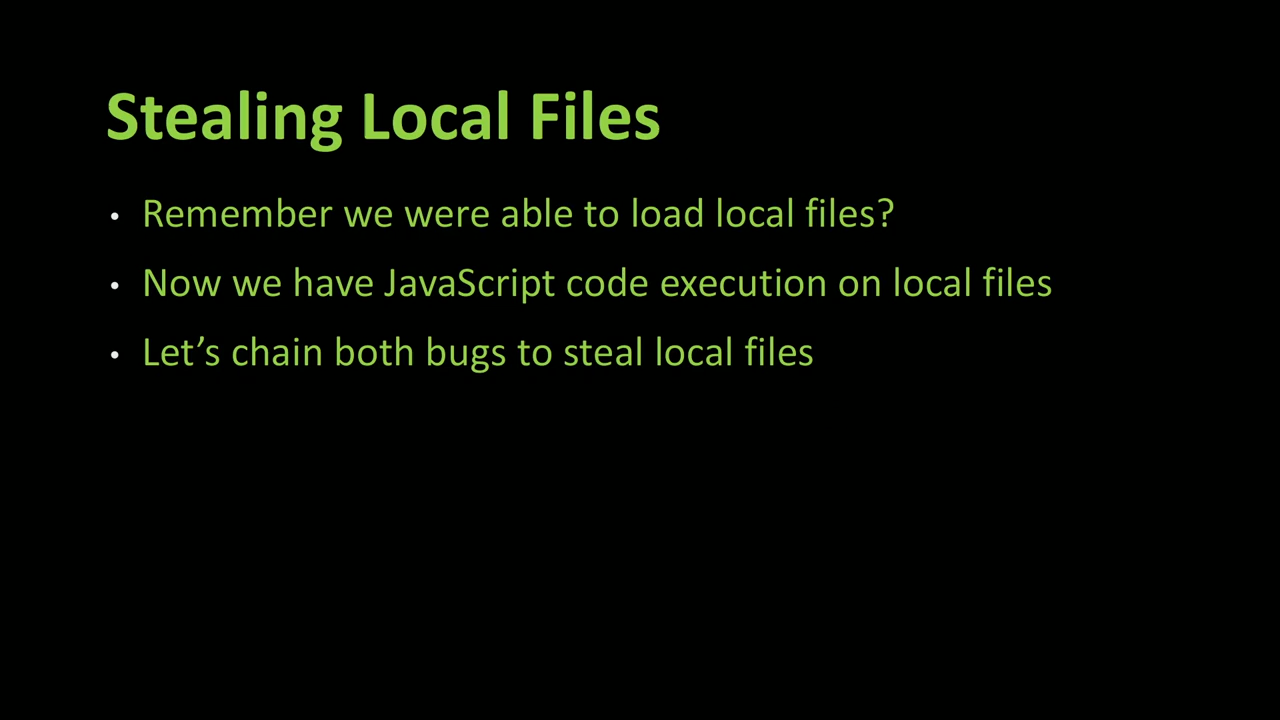 Stealing Local Files
• Remember we were able to load local files?
• Now we have JavaScript code execution on local files
• Let’s chain both bugs to steal local files